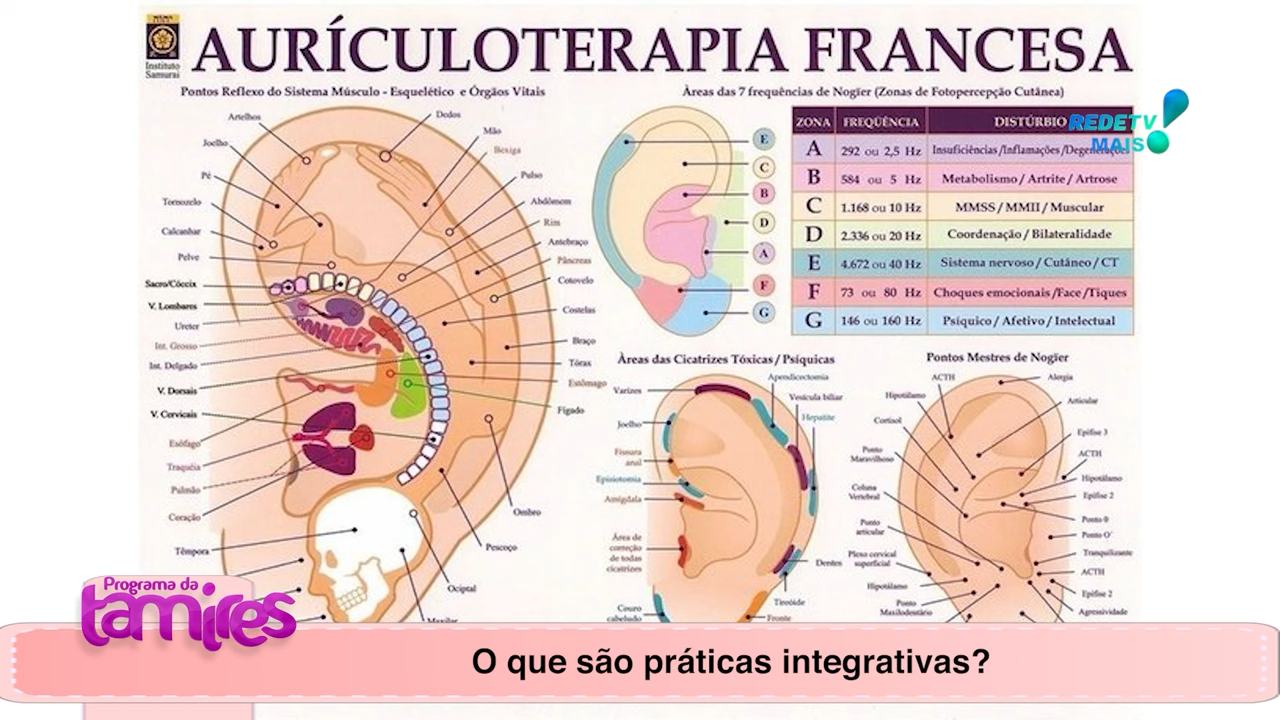 Instituto
Samurai
AURÍCULOTERAPIA FRANCESA
Pontos Reflexo do Sistema Músculo - Esquelético e Órgãos Vitais
Artelhos
Joelho
Pé
Tornozelo
Calcanhar
Pelve
Sacro/Cóccix
V. Lombares
Ureter
Int. Grosso
Int. Delgado
V. Dorsais
V. Cervicais
Esôfago
Traquéia
Pulmão
Coração
Têmpora
Dedos
Mão
Bexiga
Pulso
Abdômem
Rim
Antebraço
Pâncreas
Cotovelo
Costelas
Braço
Tórax
Estômago
Fígado
Ombro
Pescoço
Ociptal
Maxilar
Àreas das 7 frequências de Nogier (Zonas de Fotopercepção Cutânea)
E
C
B
D
A
F
G
ZONA FREQÜÊNCIA DISTÚRBIO
A 292 ou 2,5 Hz Insuficiências/Inflamações/Degenerações
B 584 ou 5 Hz Metabolismo / Artrite / Artrose
C 1.168 ou 10 Hz MMSS / MMII / Muscular
D 2.336 ou 20 Hz Coordenação / Bilateralidade
E 4.672 ou 40 Hz Sistema nervoso / Cutâneo / CT
F 73 ou 80 Hz Choques emocionais /Face /Tiques
G 146 ou 160 Hz Psíquico / Afetivo / Intelectual
REDETV
MAIS
Àreas das Cicatrizes Tóxicas / Psíquicas
Varizes
Joelho
Fissura
anal
Episiotomia
Amígdala
Área de
correção
de todas
cicatrizes
Couro
cabeludo
Apendicectomia
Vesícula biliar
Hepatite
Dentes
Tireóide
Fronte
Pontos Mestres de Nogier
ACTH
Hipotálamo
Cortisol
Ponto
Maravilhoso
Coluna
Vertebral
Ponto
articular
Plexo cervical
superficial
Hipotálamo
Ponto
Maxilodentário
Alergia
Articular
Epífise 3
ACTH
Hipotálamo
Epífise 2
Ponto 0
Ponto O'
Tranquilizante
ACTH
Epífise 2
Agressividade
Programa da
tamires
O que são práticas integrativas?